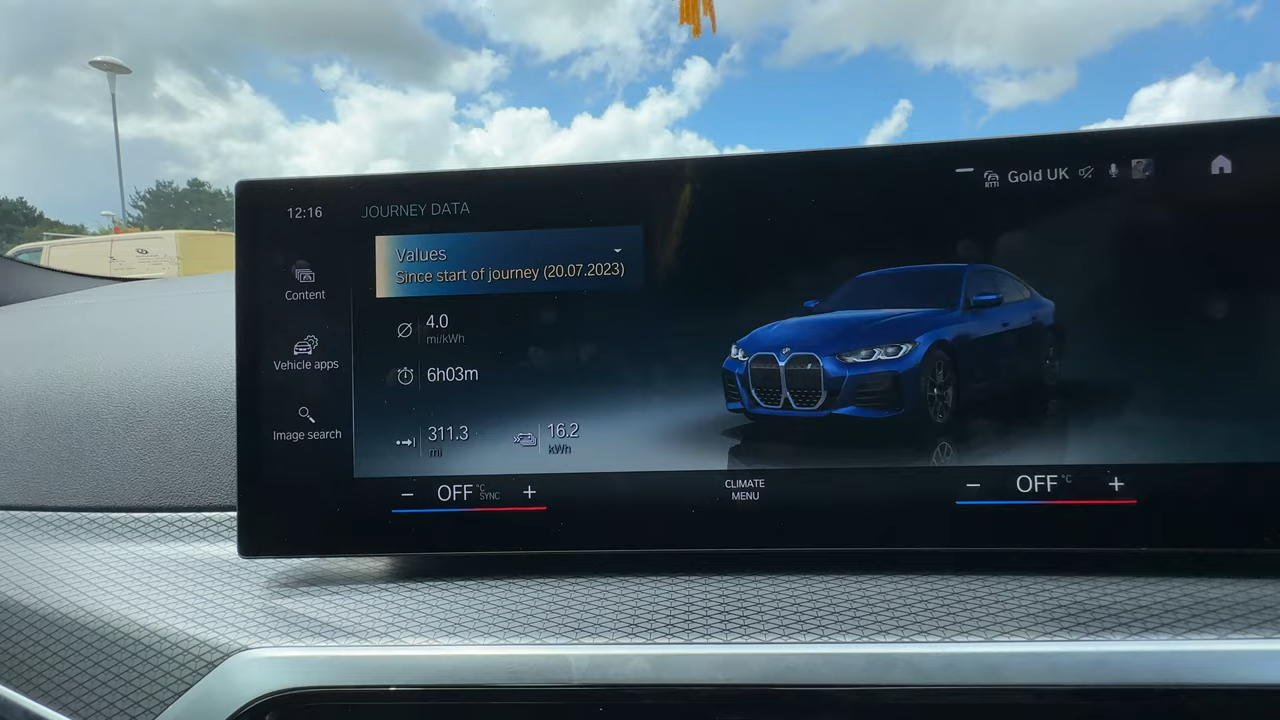 RTTI Gold UK
12:16
JOURNEY DATA
Values
Since start of journey (20.07.2023)
Content
4.0
mi/kWh
Vehicle apps
6h03m
Image search
311.3
mi
16.2
kWh
− OFF °C SYNC +
CLIMATE
MENU
− OFF °C +